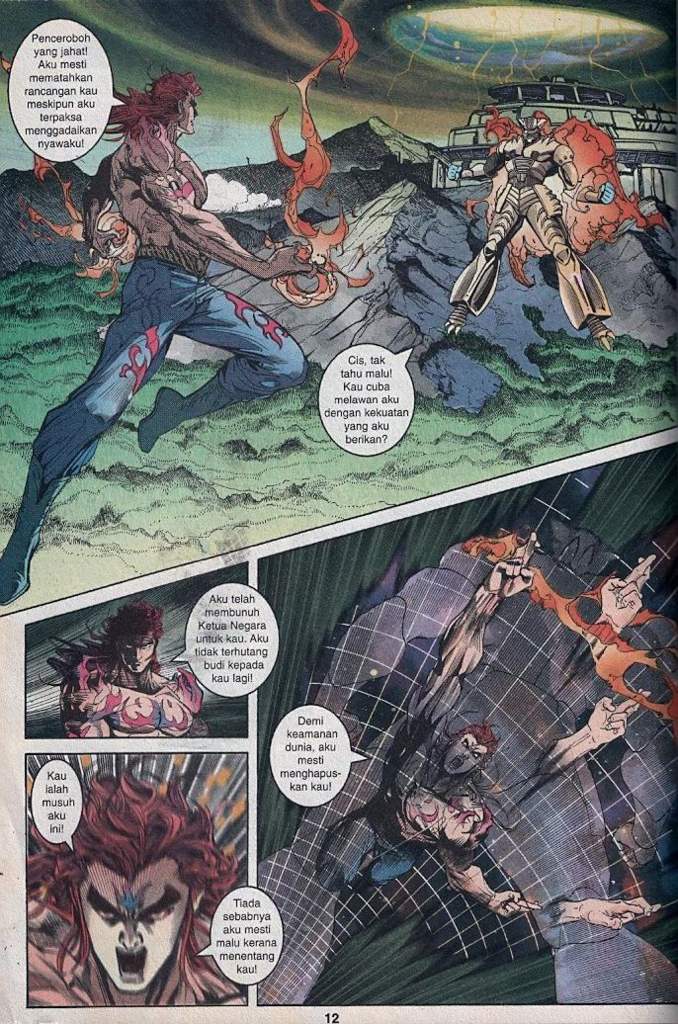 Penceroboh
yang jahat!
Aku mesti
mematahkan
rancangan kau
meskipun aku
terpaksa
menggadaikan
nyawaku!
Cis, tak
tahu malu!
Kau cuba
melawan aku
dengan kekuatan
yang aku
berikan?
Aku telah
membunuh
Ketua Negara
untuk kau. Aku
tidak terhutang
budi kepada
kau lagi!
Kau
ialah
musuh
aku
ini!
Tiada
sebabnya
aku mesti
malu kerana
menentang
kau!
Demi
keamanan
dunia, aku
mesti
menghapus-
kan kau!
12